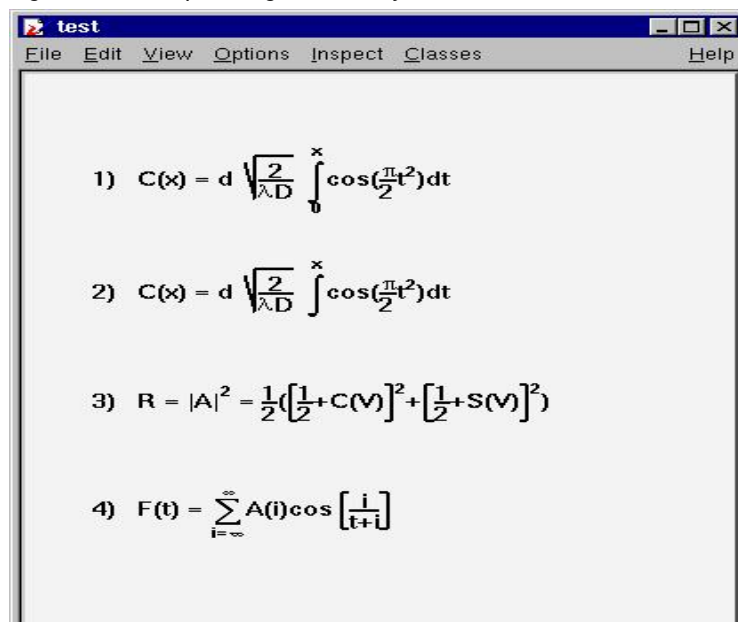 test
File Edit View Options Inspect Classes Help
1) C(x) = d √(2/λD) ∫₀ˣ cos(π/2 t²)dt
2) C(x) = d √(2/λD) ∫ˣ cos(π/2 t²)dt
3) R = |A|² = 1/2([1/2+C(V)]²+[1/2+S(V)]²)
4) F(t) = ∑_{i=∞}^{∞} A(i)cos [i/(t+i)]